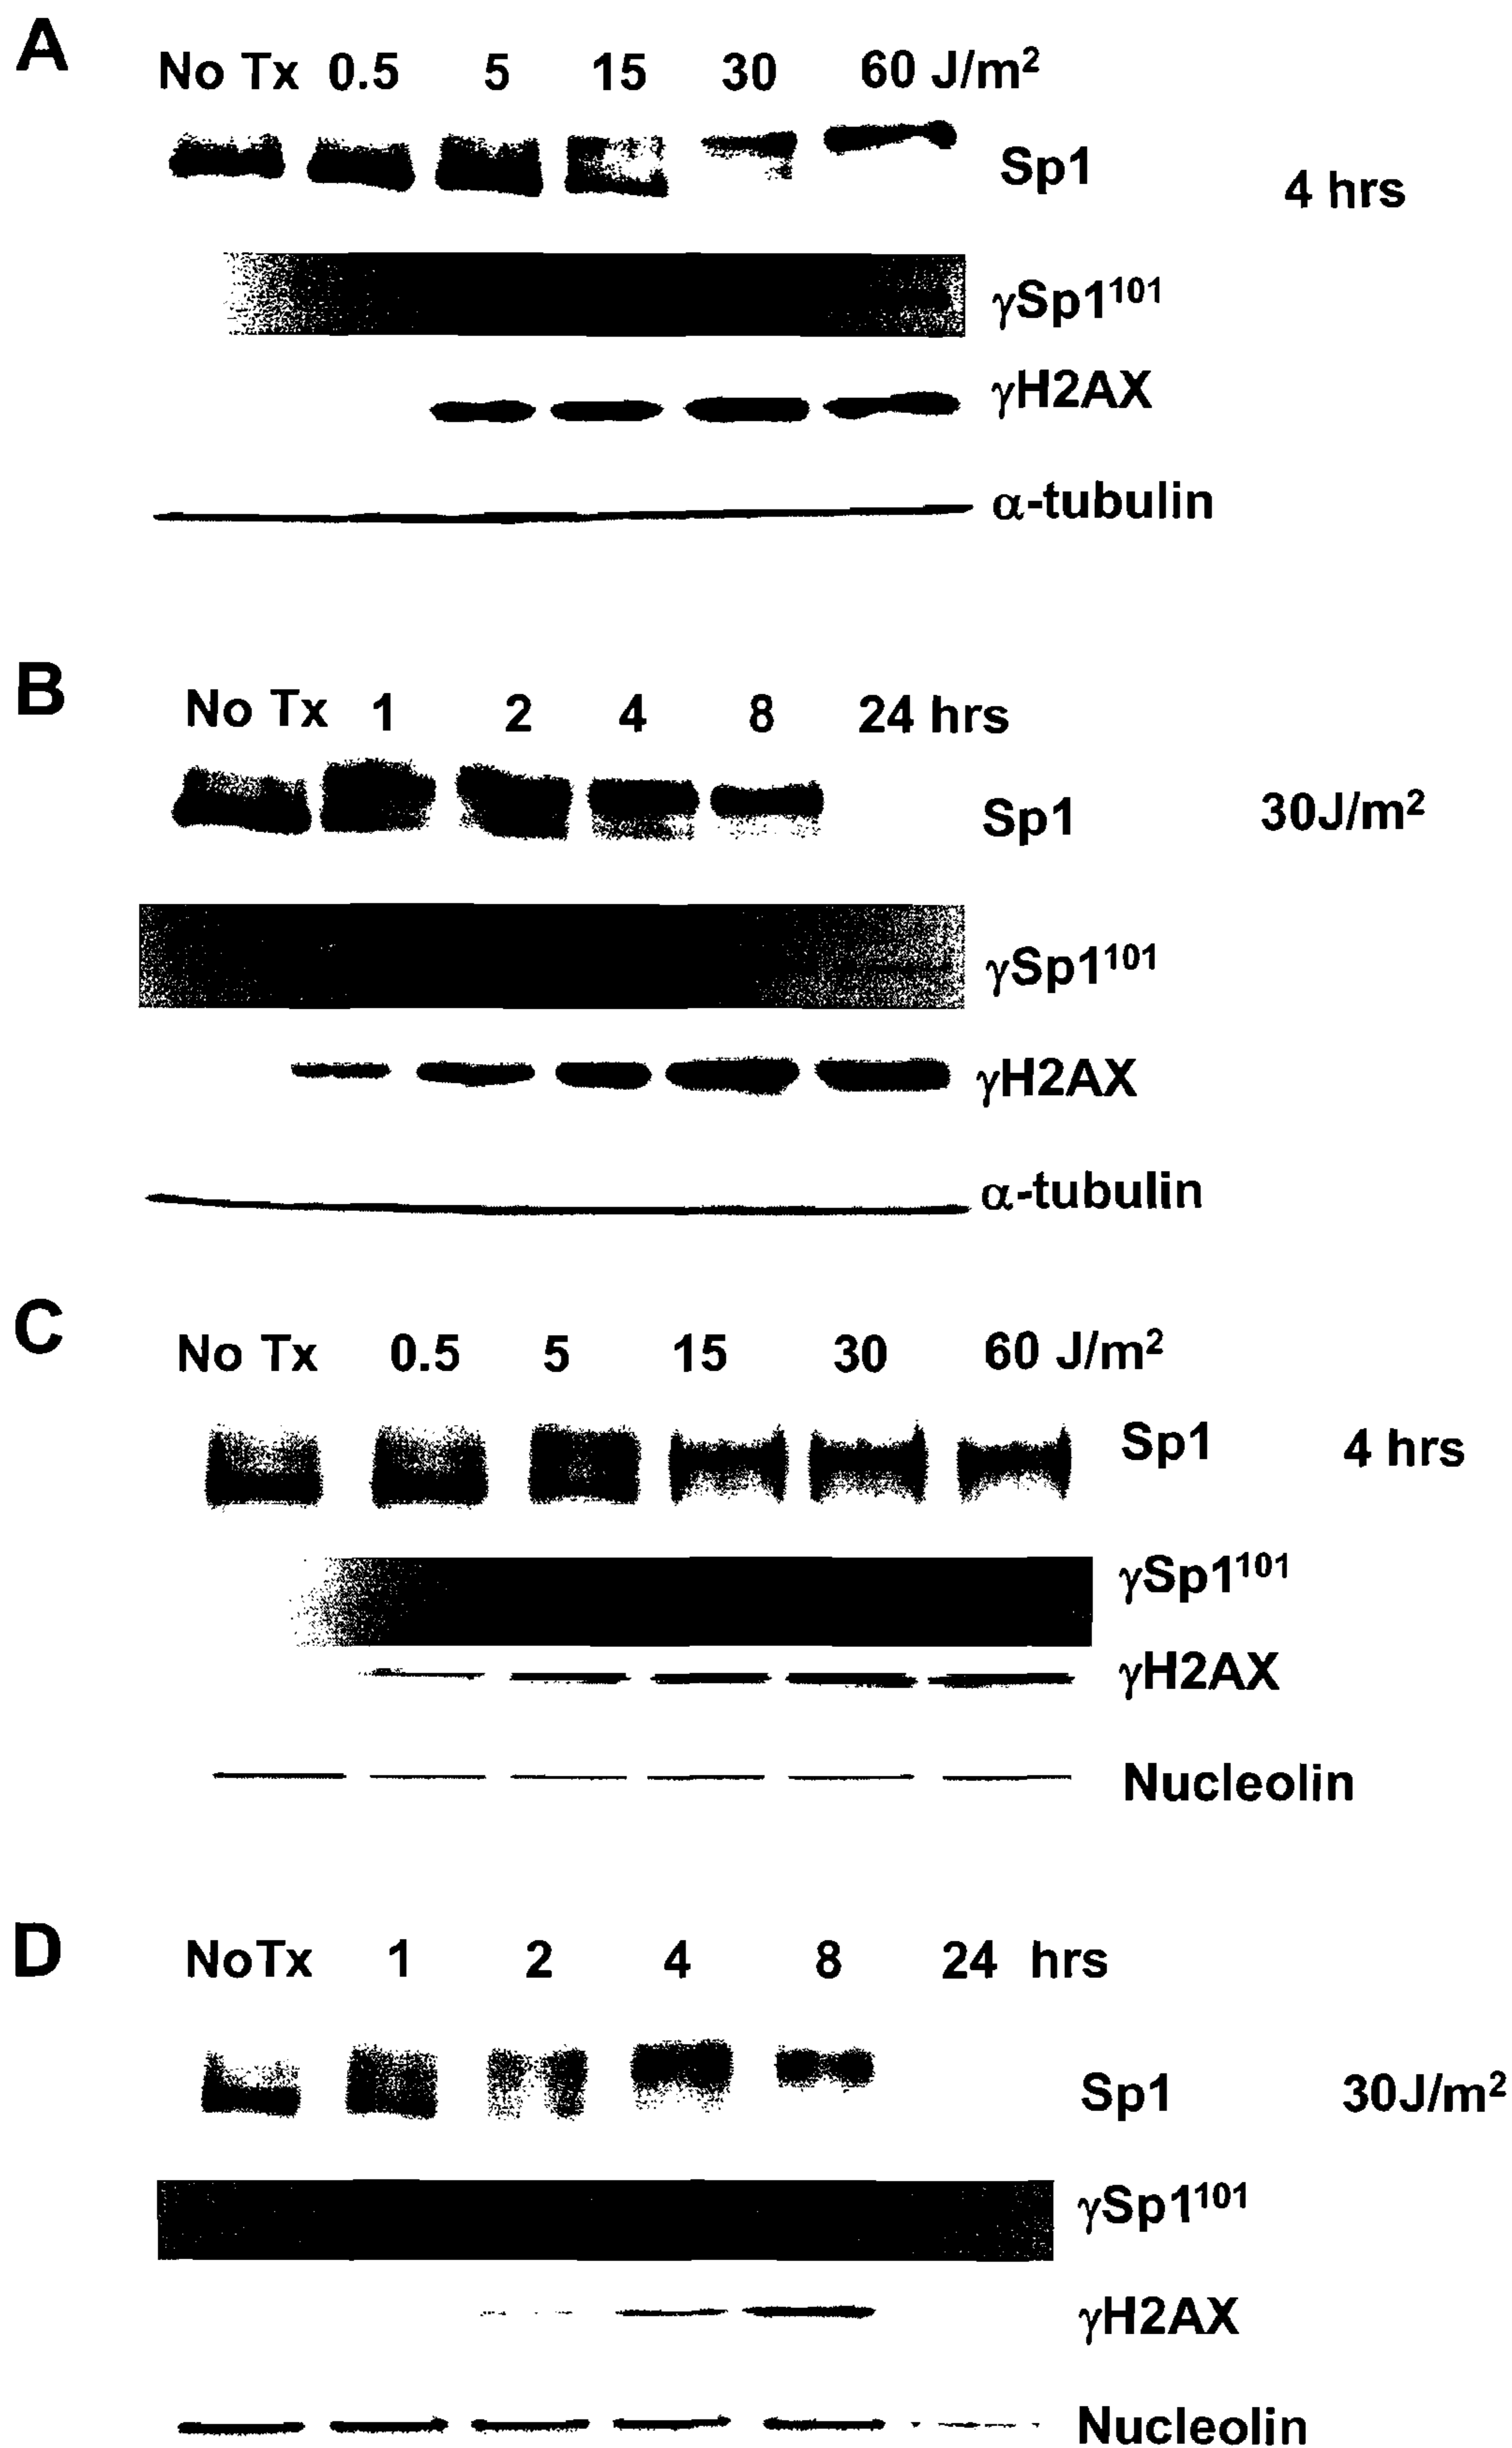 A
No Tx 0.5 5 15 30 60 J/m²
Sp1
4 hrs
γSp1¹⁰¹
γH2AX
α-tubulin
B
No Tx 1 2 4 8 24 hrs
Sp1
30J/m²
γSp1¹⁰¹
γH2AX
α-tubulin
C
No Tx 0.5 5 15 30 60 J/m²
Sp1
4 hrs
γSp1¹⁰¹
γH2AX
Nucleolin
D
NoTx 1 2 4 8 24 hrs
Sp1
30J/m²
γSp1¹⁰¹
γH2AX
Nucleolin